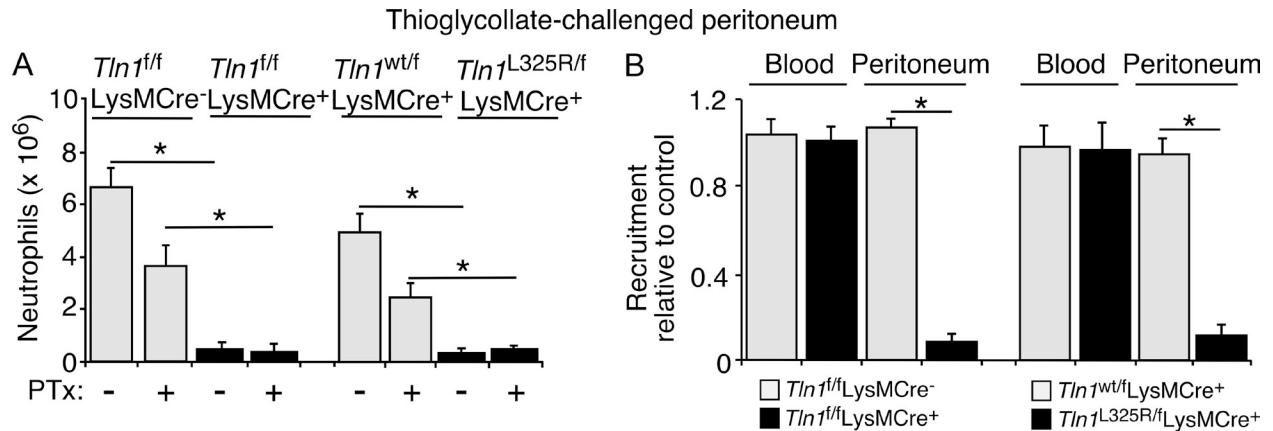 Thioglycollate-challenged peritoneum
A
Tln1f/f Tln1f/f Tln1wt/f Tln1L325R/f
LysMCre- LysMCre+ LysMCre+ LysMCre+
Neutrophils (x 10⁶)
10
8
6
4
2
0
* * * *
PTx: - + - + - + - +
B
Blood Peritoneum Blood Peritoneum
Recruitment
relative to control
1.2
0.8
0.4
0
* *
Tln1f/fLysMCre-
Tln1f/fLysMCre+
Tln1wt/fLysMCre+
Tln1L325R/fLysMCre+